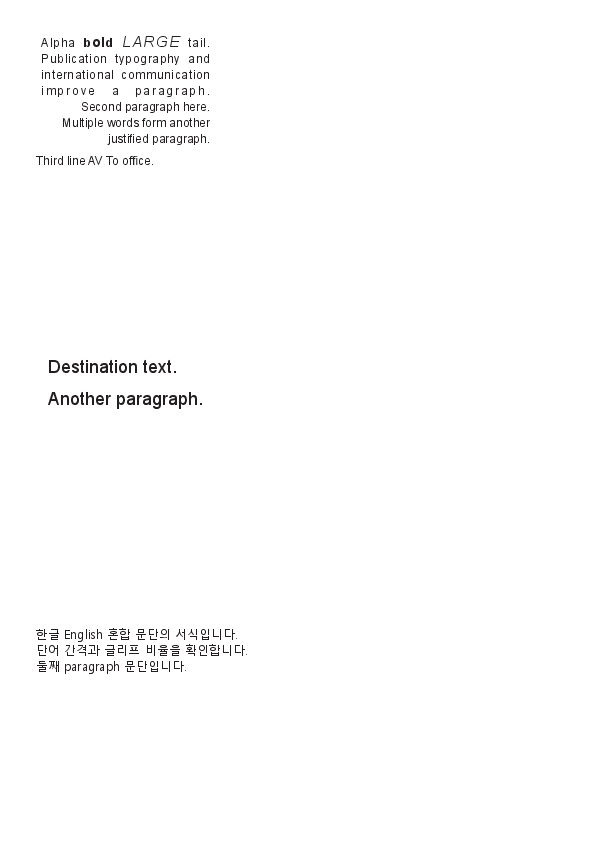 Alpha bold LARGE tail.
Publication typography and
international communication
improve a paragraph.
Second paragraph here.
Multiple words form another
justified paragraph.
Third line AV To office.
Destination text.
Another paragraph.
한글 English 혼합 문단의 서식입니다.
단어 간격과 글리프 비율을 확인합니다.
둘째 paragraph 문단입니다.